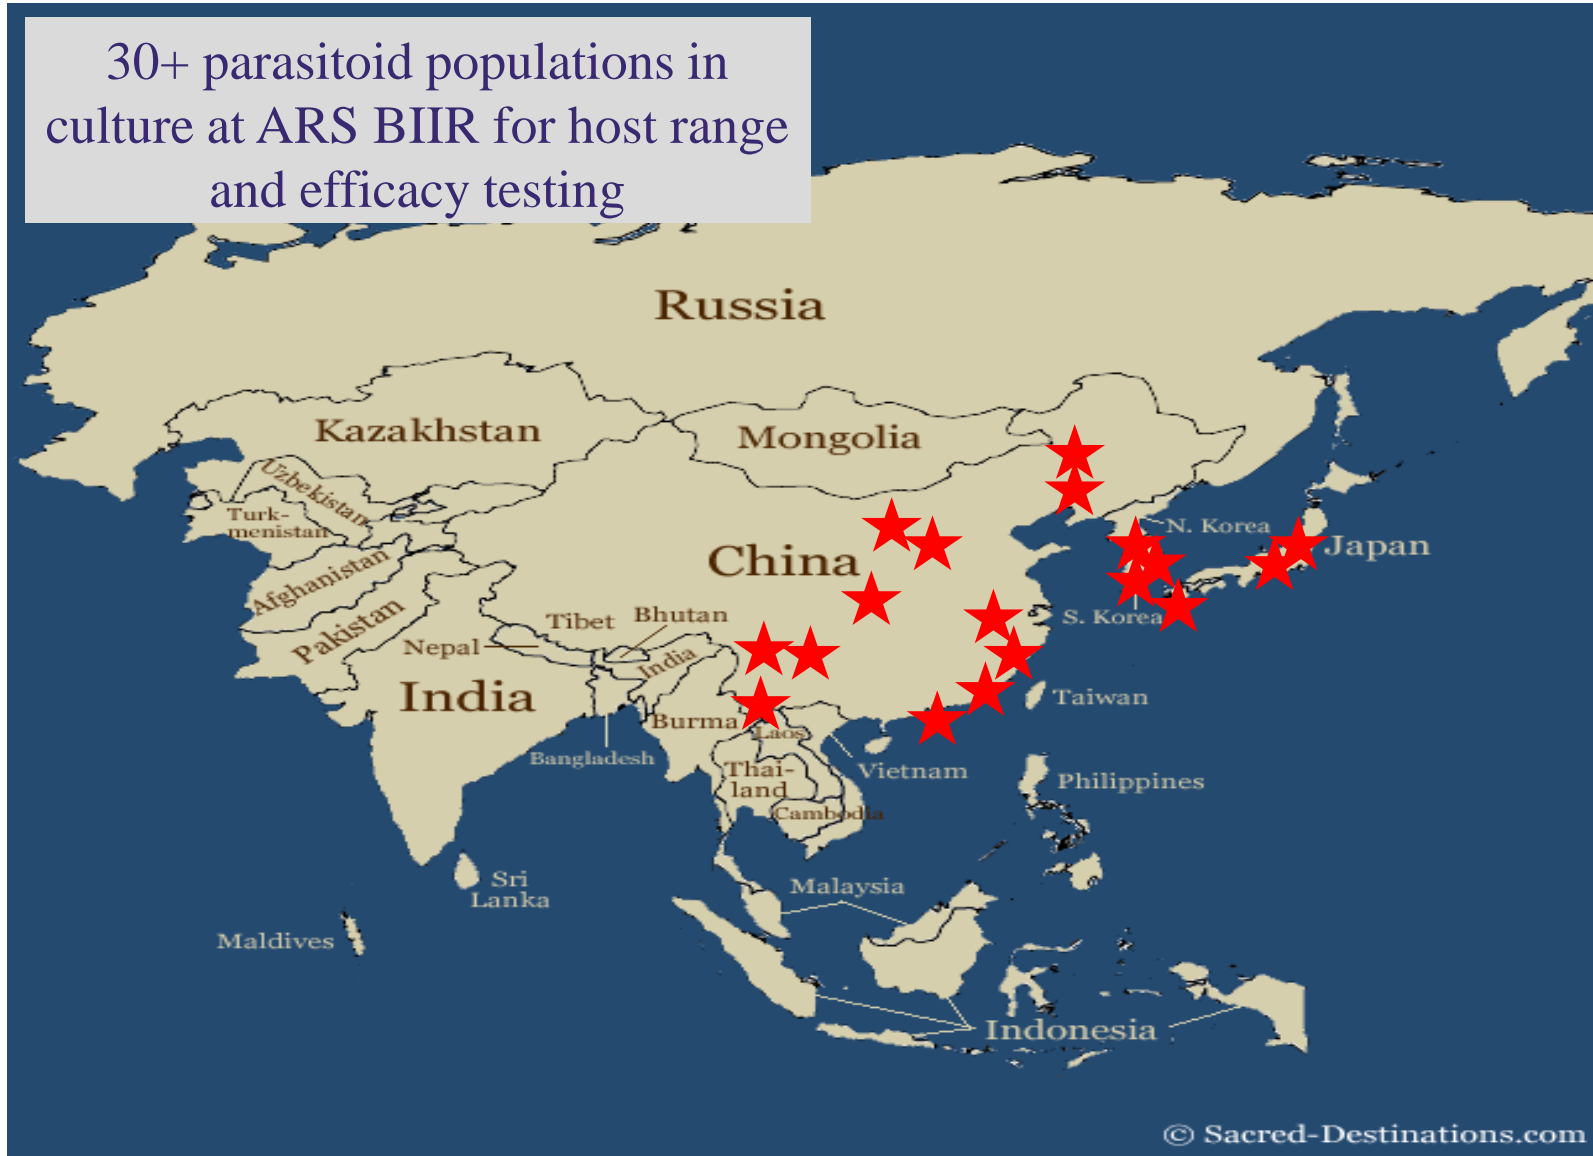 30+ parasitoid populations in
culture at ARS BIIR for host range
and efficacy testing
Russia
Kazakhstan
Mongolia
Uzbekistan
Turk-
menistan
N. Korea
Japan
China
Afghanistan
Pakistan
Tibet
Bhutan
S. Korea
Nepal
India
India
Taiwan
Burma
Laos
Bangladesh
Vietnam
Thai-
land
Philippines
Cambodia
Sri
Lanka
Malaysia
Maldives
Indonesia
© Sacred-Destinations.com